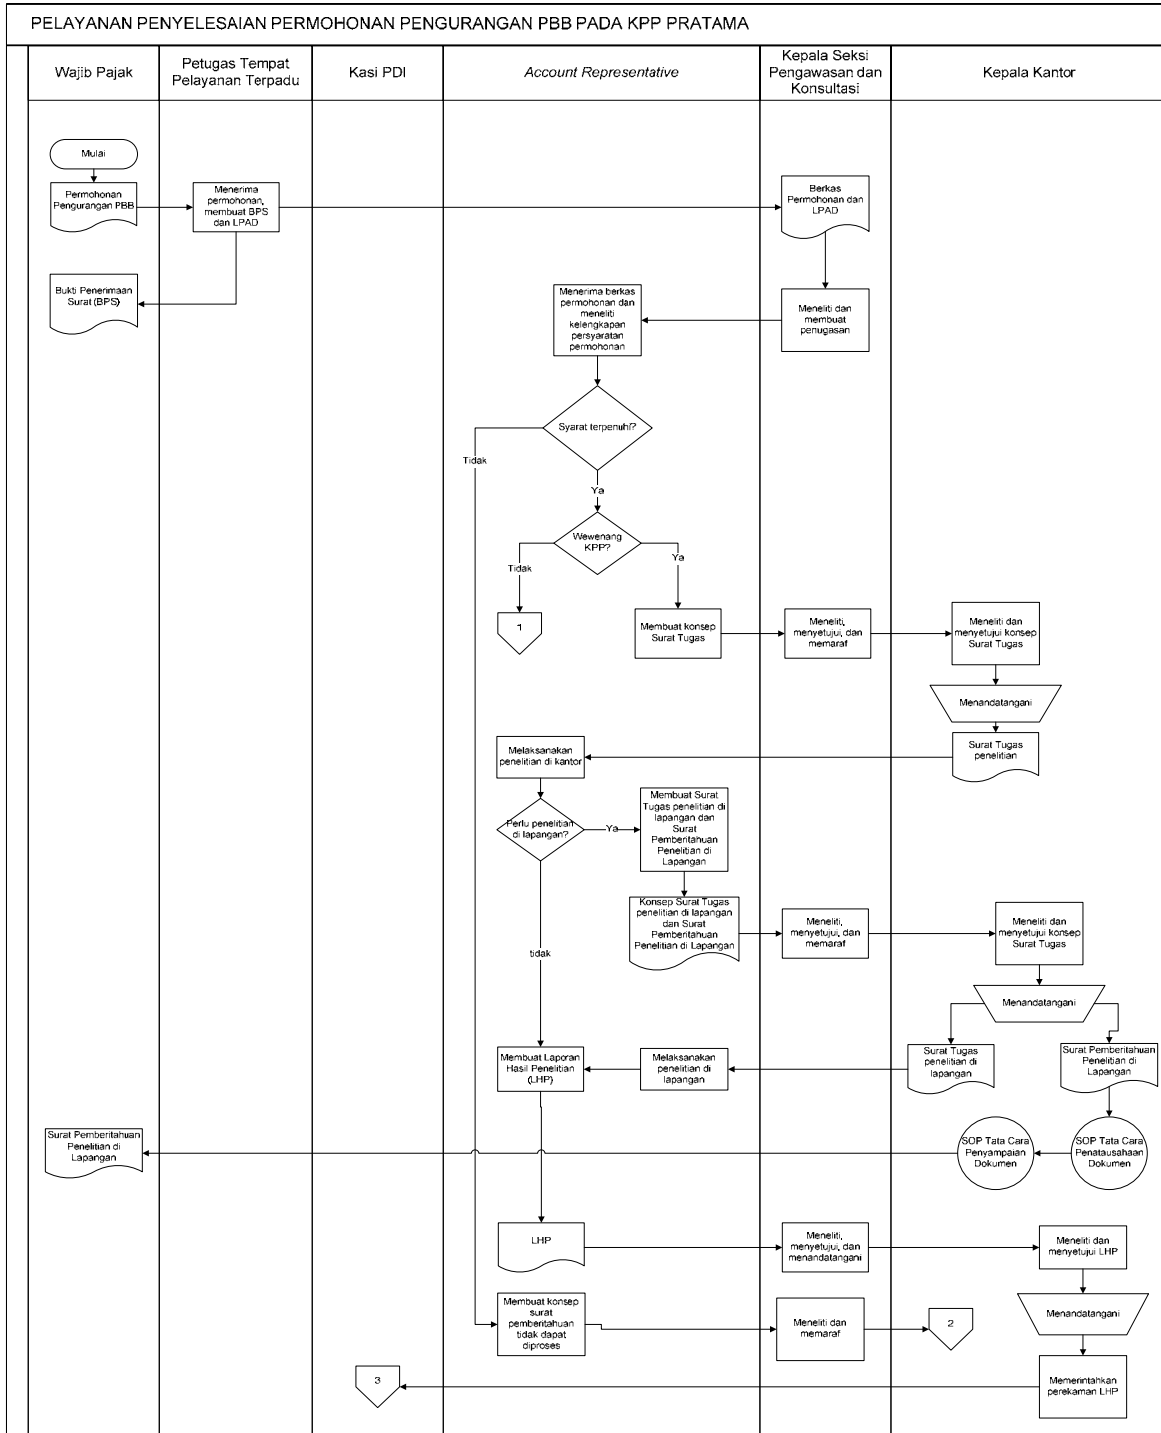 PELAYANAN PENYELESAIAN PERMOHONAN PENGURANGAN PBB PADA KPP PRATAMA
Wajib Pajak
Petugas Tempat
Pelayanan Terpadu
Kasi PDI
Account Representative
Kepala Seksi
Pengawasan dan
Konsultasi
Kepala Kantor
Mulai
Permohonan
Pengurangan PBB
Menerima
permohonan,
membuat BPS
dan LPAD
Berkas
Permohonan dan
LPAD
Bukti Penerimaan
Surat (BPS)
Menerima berkas
permohonan dan
meneliti
kelengkapan
persyaratan
permohonan
Meneliti dan
membuat
penugasan
Syarat terpenuhi?
Tidak
Ya
Wewenang
KPP?
Tidak
Ya
1
Membuat konsep
Surat Tugas
Meneliti,
menyetujui, dan
memaraf
Meneliti dan
menyetujui konsep
Surat Tugas
Menandatangani
Surat Tugas
penelitian
Melaksanakan
penelitian di kantor
Perlu penelitian
di lapangan?
Ya
Membuat Surat
Tugas penelitian di
lapangan dan
Surat
Pemberitahuan
Penelitian di
Lapangan
Konsep Surat Tugas
penelitian di lapangan
dan Surat
Pemberitahuan
Penelitian di Lapangan
Meneliti,
menyetujui, dan
memaraf
Meneliti dan
menyetujui konsep
Surat Tugas
tidak
Menandatangani
Membuat Laporan
Hasil Penelitian
(LHP)
Melaksanakan
penelitian di
lapangan
Surat Tugas
penelitian di
lapangan
Surat Pemberitahuan
Penelitian di
Lapangan
Surat Pemberitahuan
Penelitian di
Lapangan
SOP Tata Cara
Penyampaian
Dokumen
SOP Tata Cara
Penatausahaan
Dokumen
LHP
Meneliti,
menyetujui, dan
menandatangani
Meneliti dan
menyetujui LHP
Membuat konsep
surat
pemberitahuan
tidak dapat
diproses
Meneliti dan
memaraf
2
Menandatangani
3
Memerintahkan
perekaman LHP